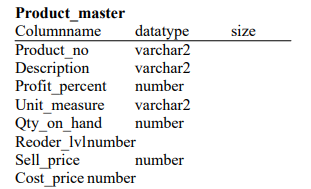 Product_master
Columnname datatype size
Product_no varchar2
Description varchar2
Profit_percent number
Unit_measure varchar2
Qty_on_hand number
Reoder_lvlnumber
Sell_price number
Cost_price number